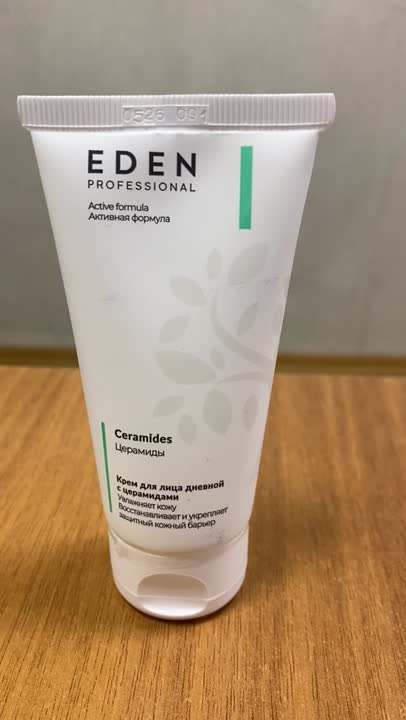 0526 091
EDEN
PROFESSIONAL
Active formula
Активная формула
Ceramides
Церамиды
Крем для лица дневной
с церамидами
Увлажняет кожу
Восстанавливает и укрепляет
защитный кожный барьер